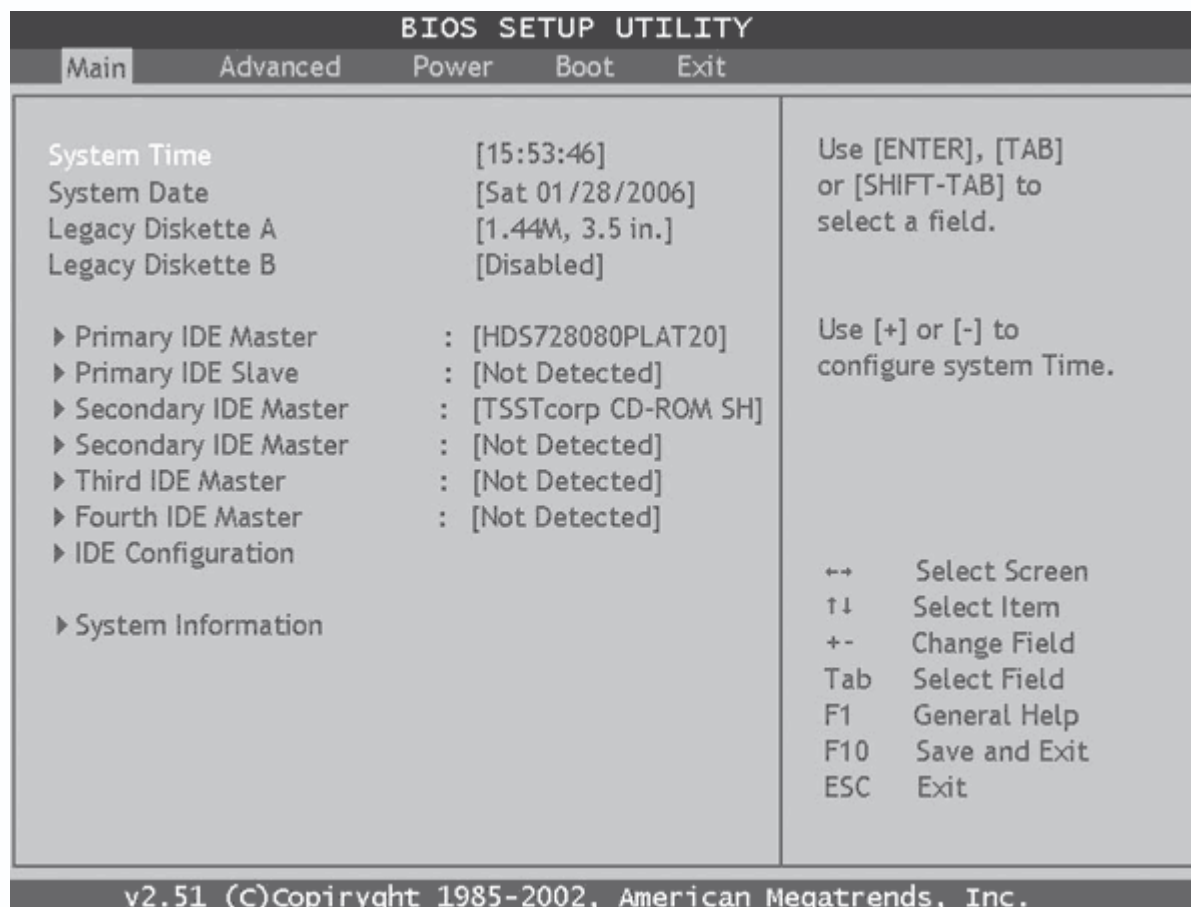 BIOS SETUP UTILITY
Main Advanced Power Boot Exit
System Time [15:53:46]
System Date [Sat 01/28/2006]
Legacy Diskette A [1.44M, 3.5 in.]
Legacy Diskette B [Disabled]
Primary IDE Master : [HDS728080PLAT20]
Primary IDE Slave : [Not Detected]
Secondary IDE Master : [TSSTcorp CD-ROM SH]
Secondary IDE Master : [Not Detected]
Third IDE Master : [Not Detected]
Fourth IDE Master : [Not Detected]
IDE Configuration
System Information
Use [ENTER], [TAB]
or [SHIFT-TAB] to
select a field.
Use [+] or [-] to
configure system Time.
←→ Select Screen
↑↓ Select Item
+- Change Field
Tab Select Field
F1 General Help
F10 Save and Exit
ESC Exit
v2.51 (C)Copiryght 1985-2002, American Megatrends, Inc.